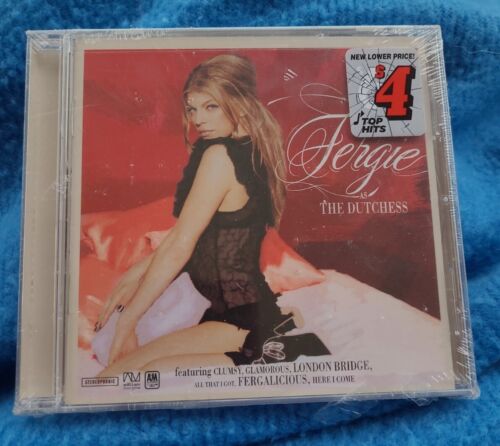 NEW LOWER PRICE!
$4
TOP
HITS
Fergie
AS
THE DUTCHESS
featuring CLUMSY, GLAMOROUS, LONDON BRIDGE,
ALL THAT I GOT, FERGALICIOUS, HERE I COME
STEREOPHONIC
A&M